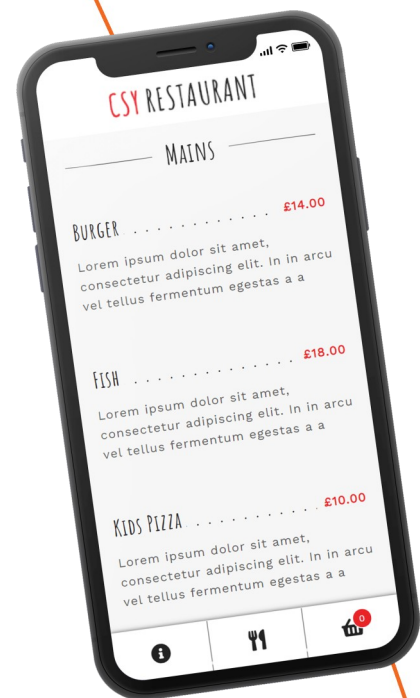 CSY RESTAURANT
MAINS
BURGER . . . . . . . . . . . . £14.00
Lorem ipsum dolor sit amet,
consectetur adipiscing elit. In in arcu
vel tellus fermentum egestas a a
FISH . . . . . . . . . . . . . . £18.00
Lorem ipsum dolor sit amet,
consectetur adipiscing elit. In in arcu
vel tellus fermentum egestas a a
KIDS PIZZA . . . . . . . . . . . £10.00
Lorem ipsum dolor sit amet,
consectetur adipiscing elit. In in arcu
vel tellus fermentum egestas a a
0